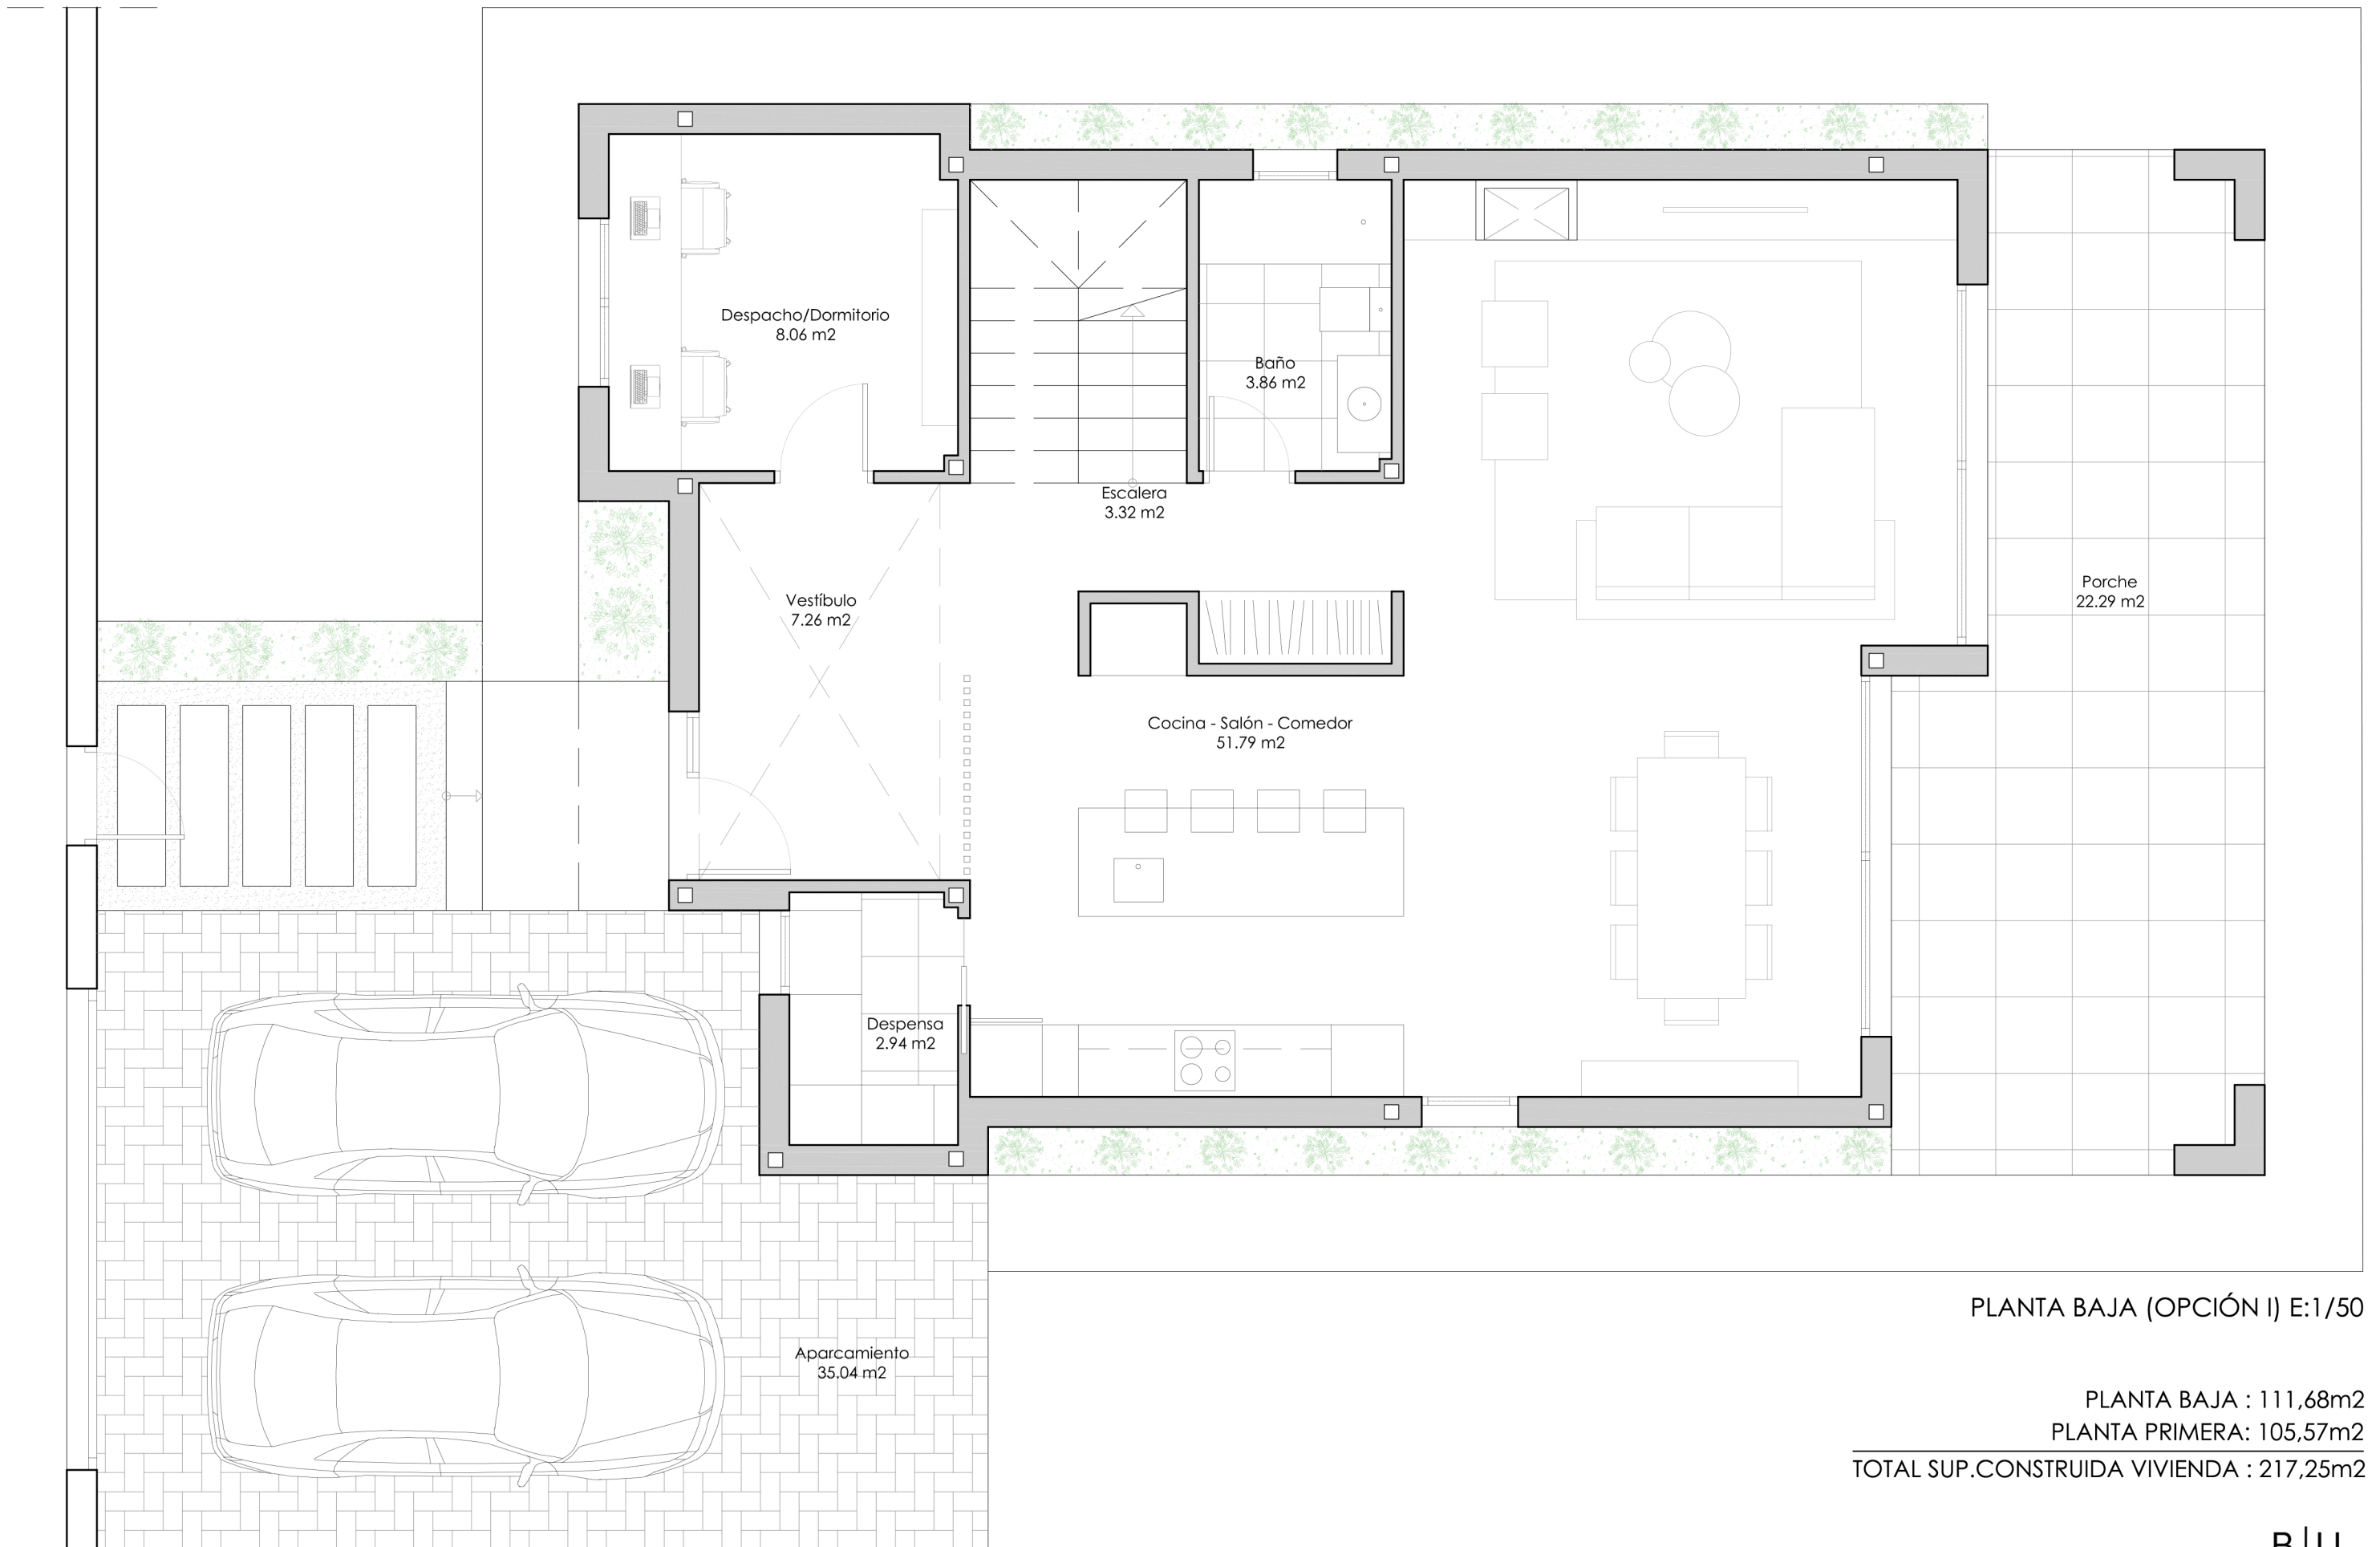 Despacho/Dormitorio
8.06 m2
Baño
3.86 m2
Escalera
3.32 m2
Vestíbulo
7.26 m2
Porche
22.29 m2
Cocina - Salón - Comedor
51.79 m2
Despensa
2.94 m2
Aparcamiento
35.04 m2
PLANTA BAJA (OPCIÓN I) E:1/50
PLANTA BAJA : 111,68m2
PLANTA PRIMERA: 105,57m2
TOTAL SUP.CONSTRUIDA VIVIENDA : 217,25m2